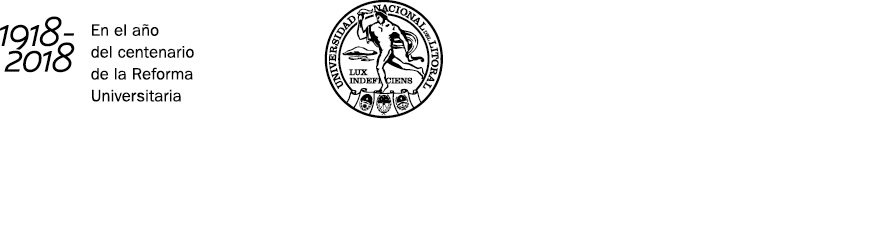 1918-
2018
En el año
del centenario
de la Reforma
Universitaria
UNIVERSIDAD NACIONAL DEL LITORAL
LUX
INDEFICIENS